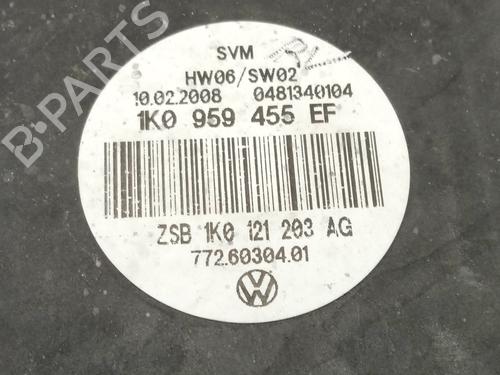 B-PARTS
SVM
HW06/SW02
10.02.2008 0481340104
1K0 959 455 EF
ZSB 1K0 121 203 AG
772.60304.01